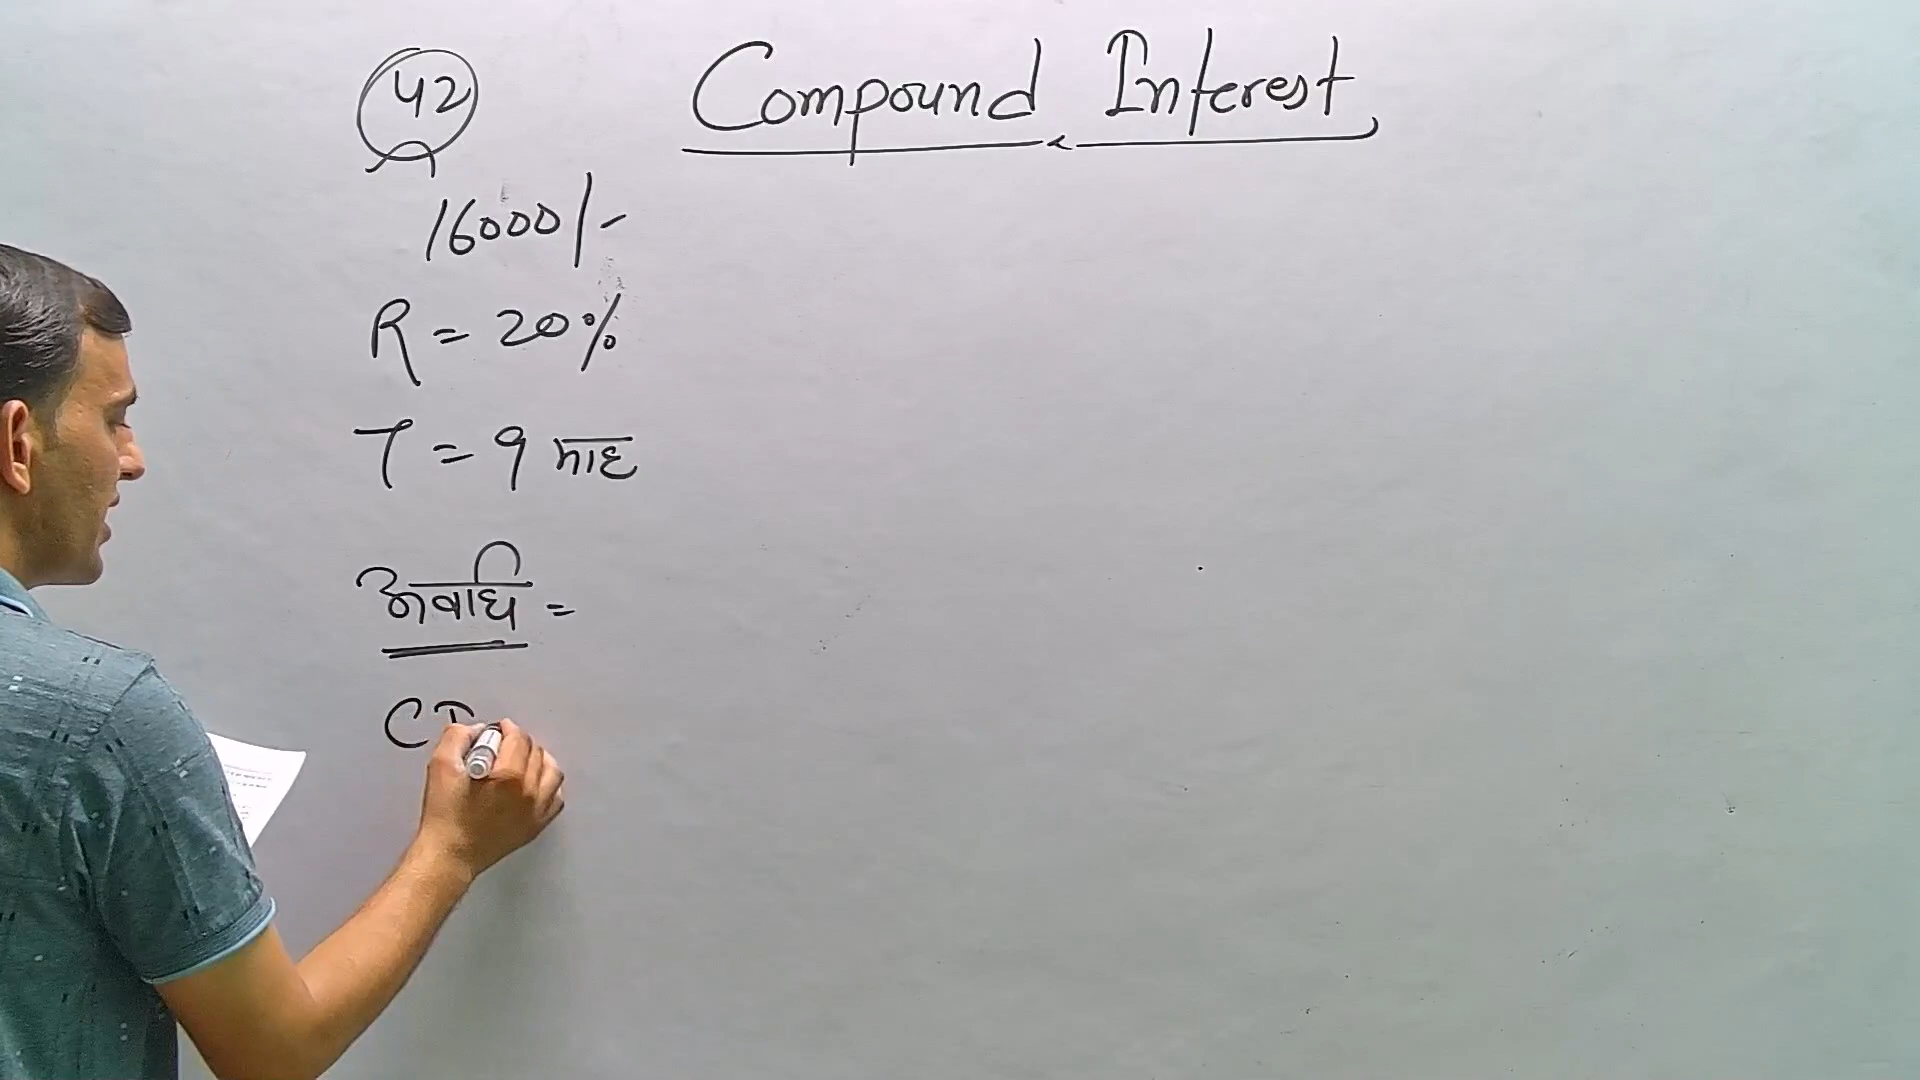 42
Compound Interest
16000/-
R = 20%
T = 9 माह
अवधि =
CI